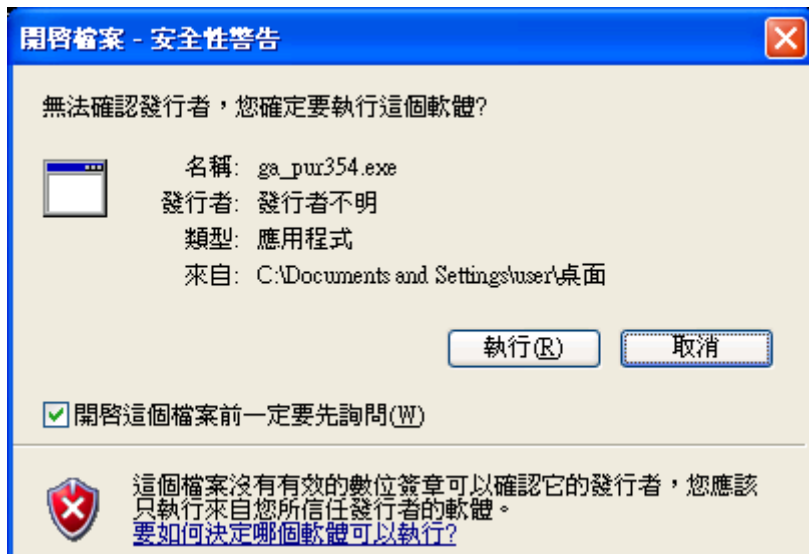 開啓檔案 - 安全性警告
無法確認發行者，您確定要執行這個軟體?
名稱: ga_pur354.exe
發行者: 發行者不明
類型: 應用程式
來自: C:\Documents and Settings\user\桌面
執行(R) 取消
開啓這個檔案前一定要先詢問(W)
這個檔案沒有有效的數位簽章可以確認它的發行者，您應該
只執行來自您所信任發行者的軟體。
要如何決定哪個軟體可以執行?